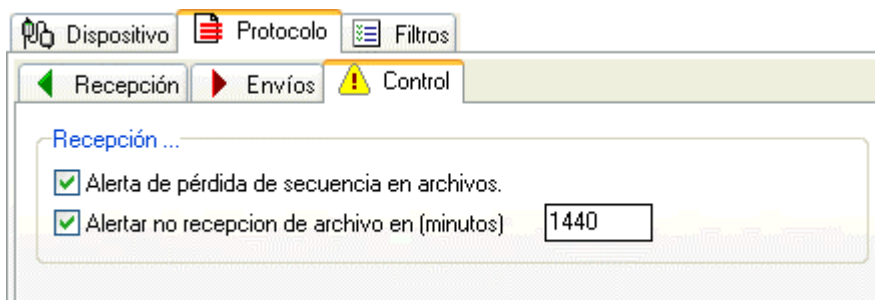 Dispositivo Protocolo Filtros
Recepción Envíos Control
Recepción ...
Alerta de pérdida de secuencia en archivos.
Alertar no recepcion de archivo en (minutos) 1440